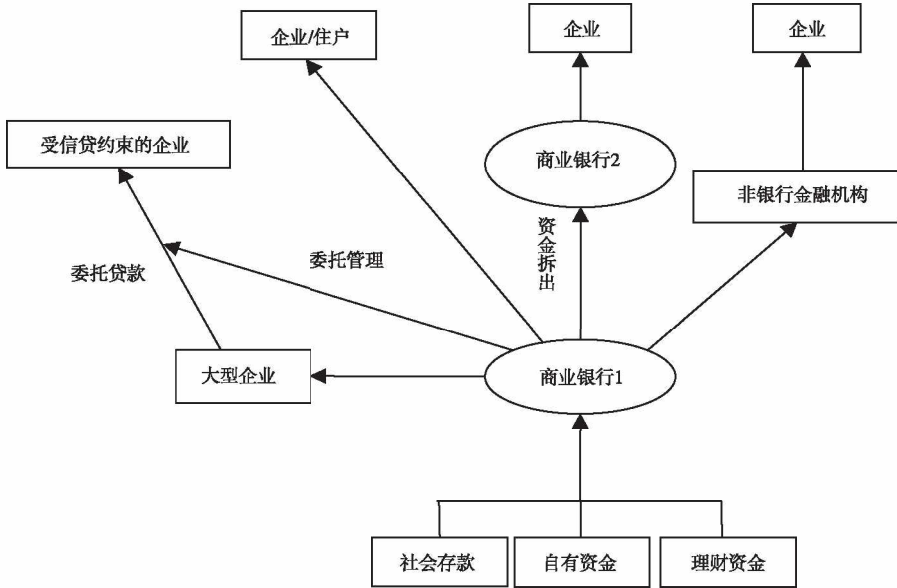 企业/住户
企业
企业
受信贷约束的企业
商业银行2
非银行金融机构
资金拆出
委托管理
委托贷款
大型企业
商业银行1
社会存款
自有资金
理财资金